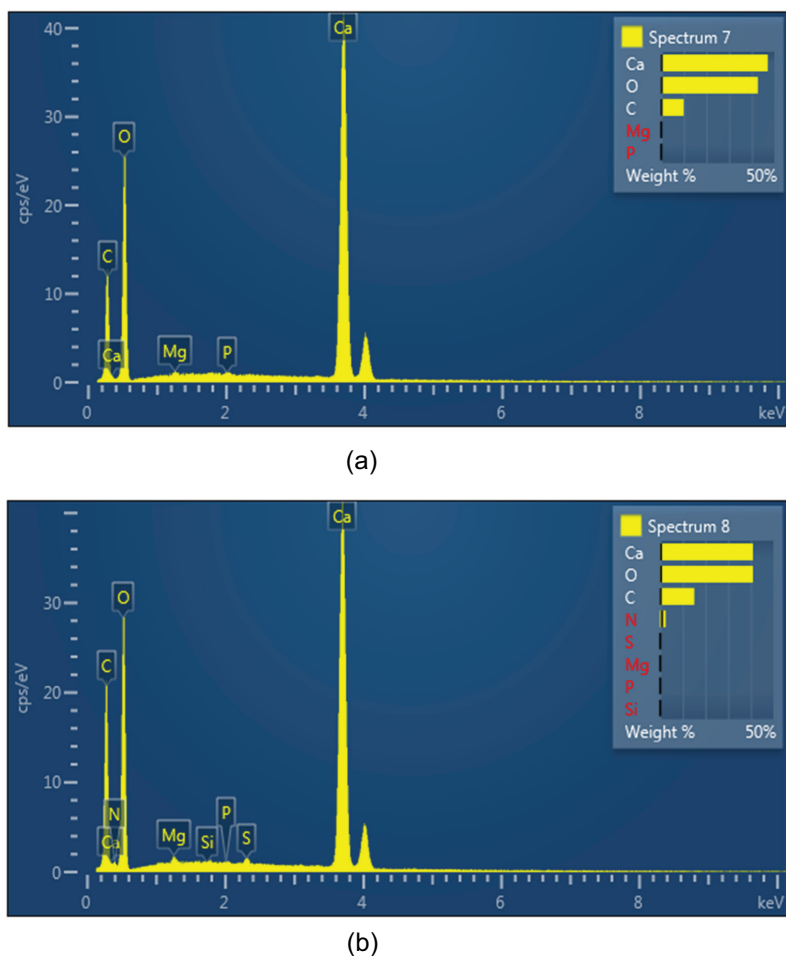 40
30
20
10
0
cps/eV
Ca
O
C
Ca
Mg
P
0 2 4 6 8 keV
Spectrum 7
Ca
O
C
Mg
P
Weight % 50%
(a)
30
20
10
0
cps/eV
Ca
O
C
N
Ca
Mg
Si
P
S
0 2 4 6 8 keV
Spectrum 8
Ca
O
C
N
S
Mg
P
Si
Weight % 50%
(b)